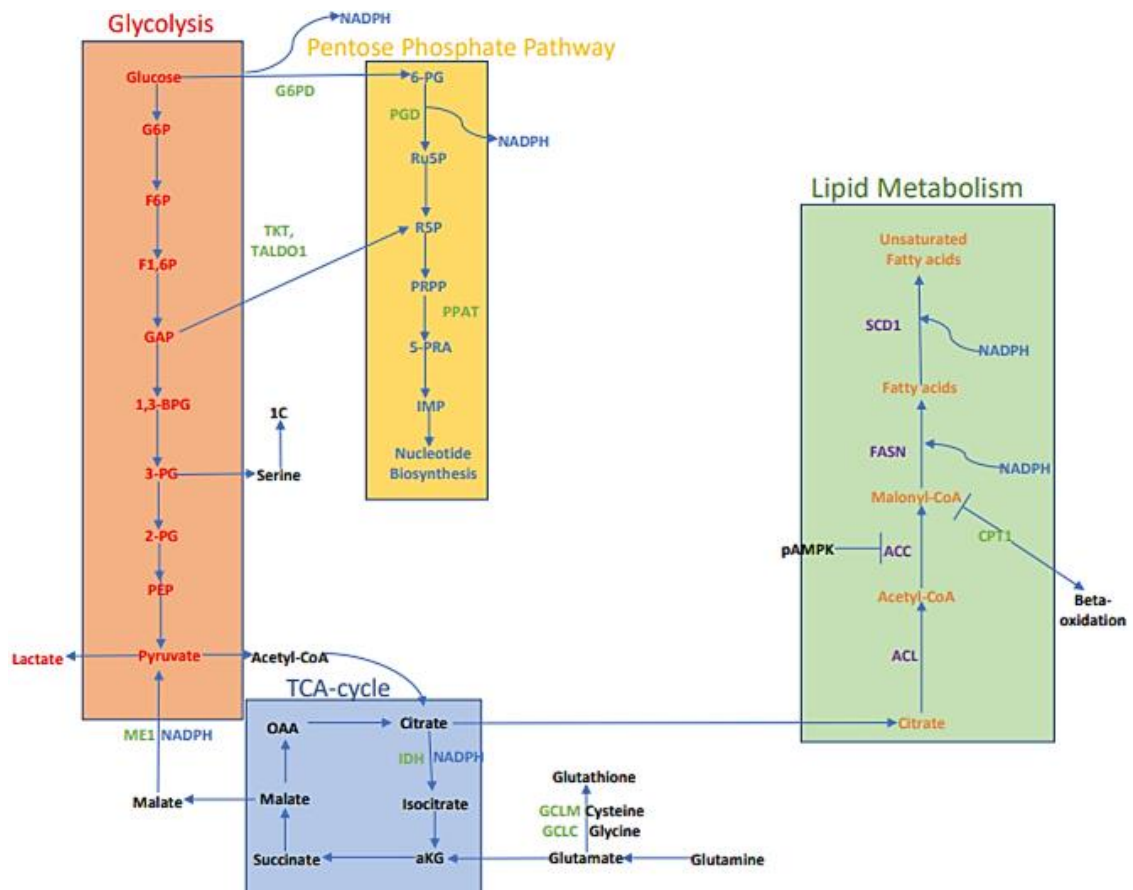 Glycolysis
NADPH
Pentose Phosphate Pathway
Glucose
G6PD
6-PG
G6P
PGD
NADPH
Ru5P
F6P
TKT,
TALDO1
R5P
F1,6P
PRPP
PPAT
GAP
5-PRA
1,3-BPG
1C
IMP
3-PG
Serine
Nucleotide
Biosynthesis
2-PG
PEP
Lactate
Pyruvate
Acetyl-CoA
Lipid Metabolism
Unsaturated
Fatty acids
SCD1
NADPH
Fatty acids
FASN
NADPH
Malonyl-CoA
CPT1
pAMPK
ACC
Acetyl-CoA
Beta-
oxidation
ACL
Citrate
TCA-cycle
ME1 NADPH
OAA
Citrate
IDH NADPH
Malate
Malate
Isocitrate
Succinate
aKG
Glutathione
GCLM Cysteine
GCLC Glycine
Glutamate
Glutamine